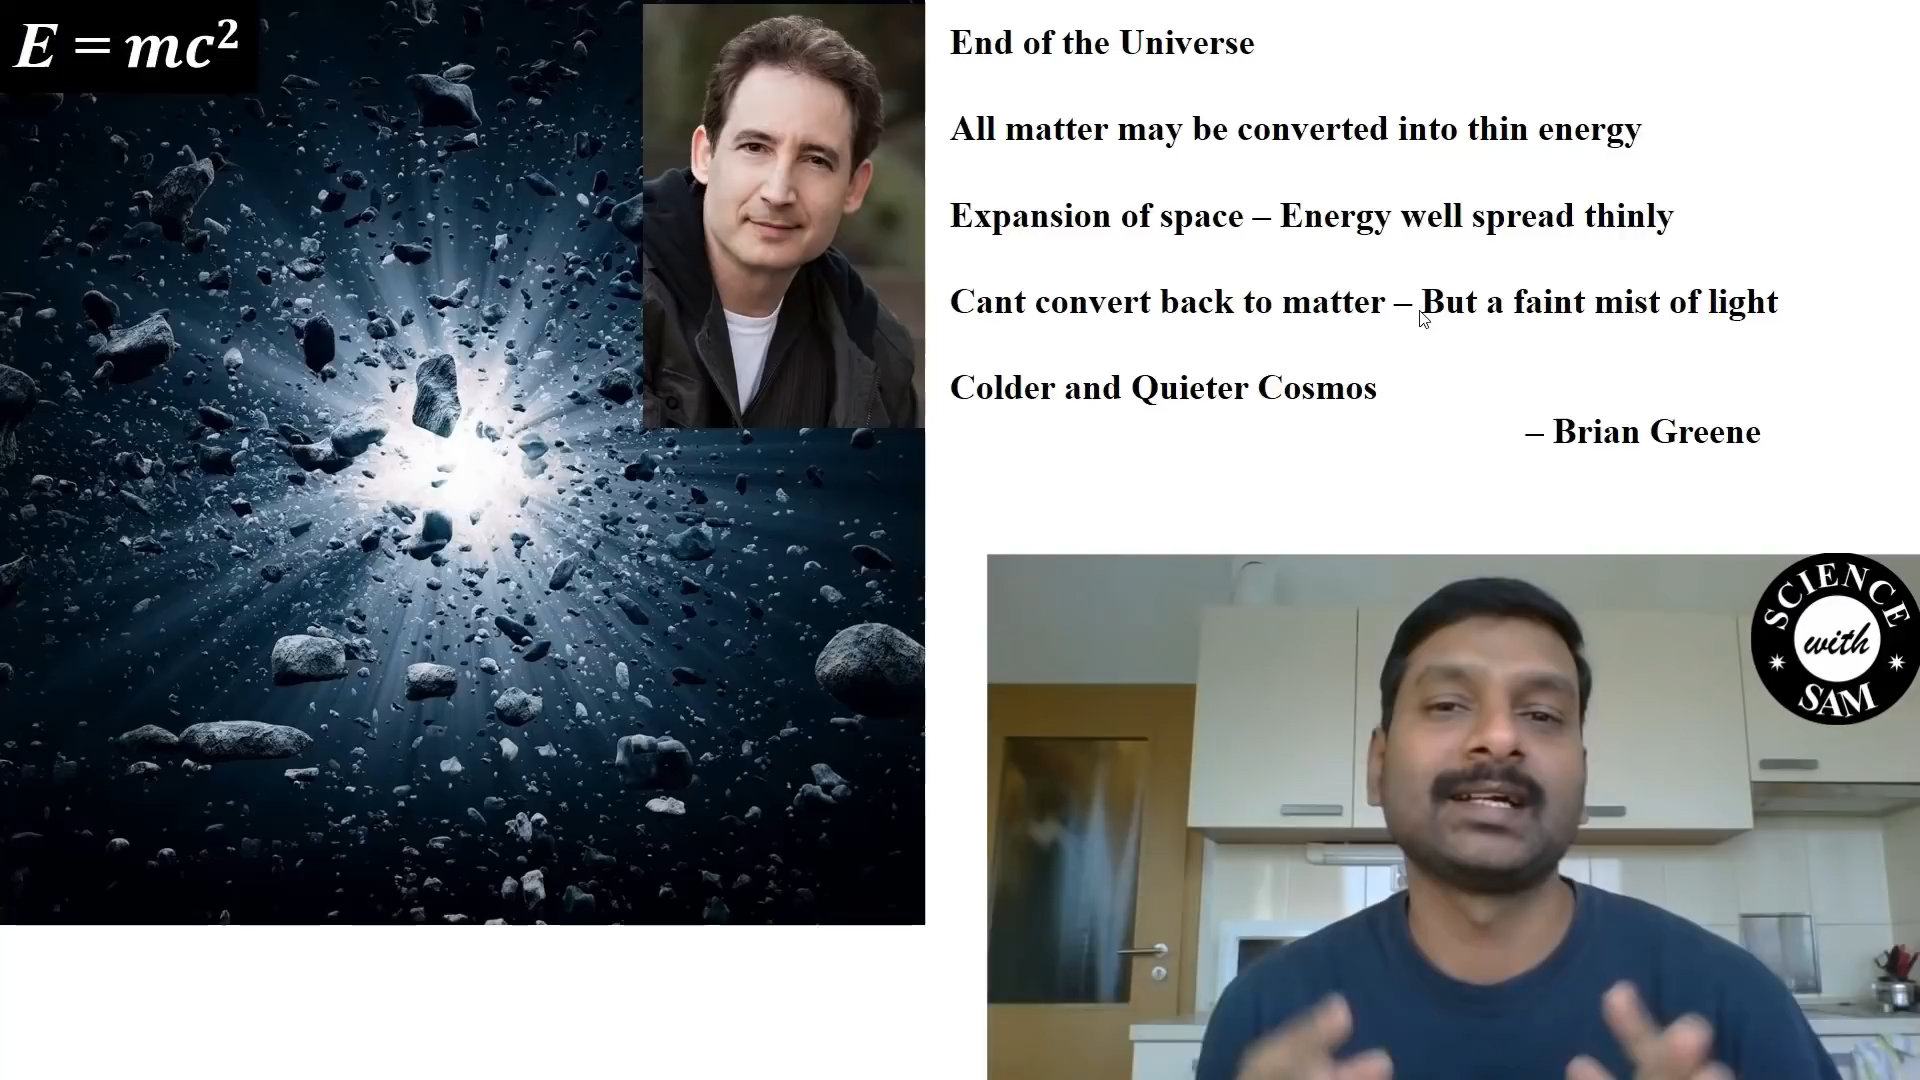 E = mc²
End of the Universe
All matter may be converted into thin energy
Expansion of space – Energy well spread thinly
Cant convert back to matter – But a faint mist of light
Colder and Quieter Cosmos
– Brian Greene
SCIENCE
with
SAM